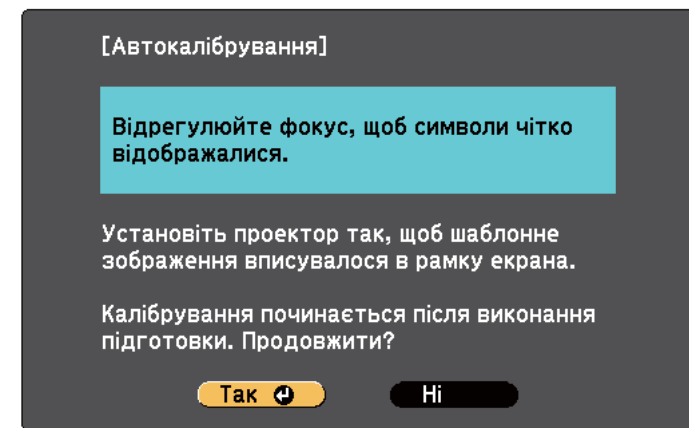 [Автокалібрування]
Відрегулюйте фокус, щоб символи чітко
відображалися.
Установіть проектор так, щоб шаблонне
зображення вписувалося в рамку екрана.
Калібрування починається після виконання
підготовки. Продовжити?
Так Ні